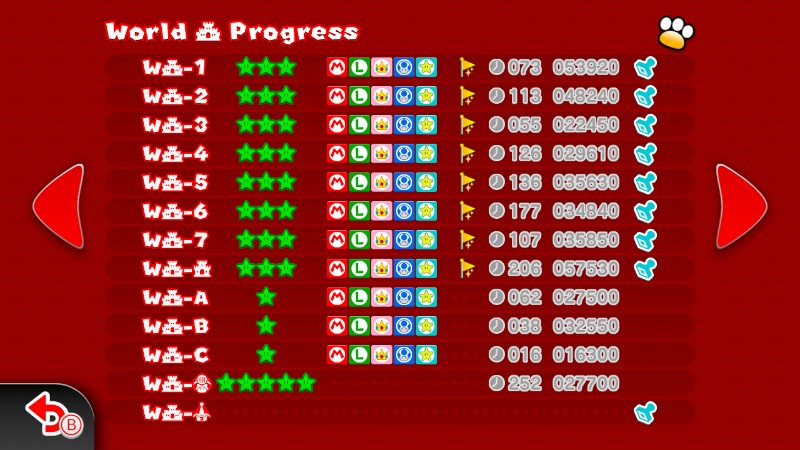 World Progress
W-1 M L 073 053920
W-2 M L 113 048240
W-3 M L 055 022450
W-4 M L 126 029610
W-5 M L 136 035630
W-6 M L 177 034840
W-7 M L 107 035850
W- M L 206 057530
W-A M L 062 027500
W-B M L 038 032550
W-C M L 016 016300
W- 252 027700
W-
B